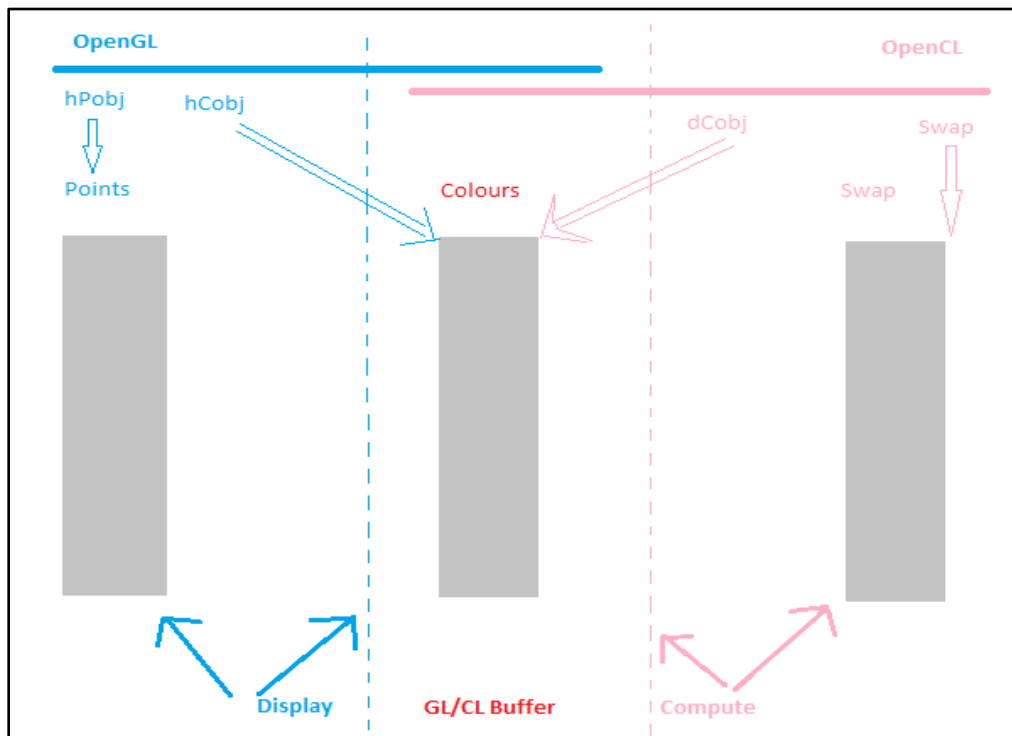 OpenGL
OpenCL
hPobj
hCobj
dCobj
Swap
Points
Colours
Swap
Display
GL/CL Buffer
Compute